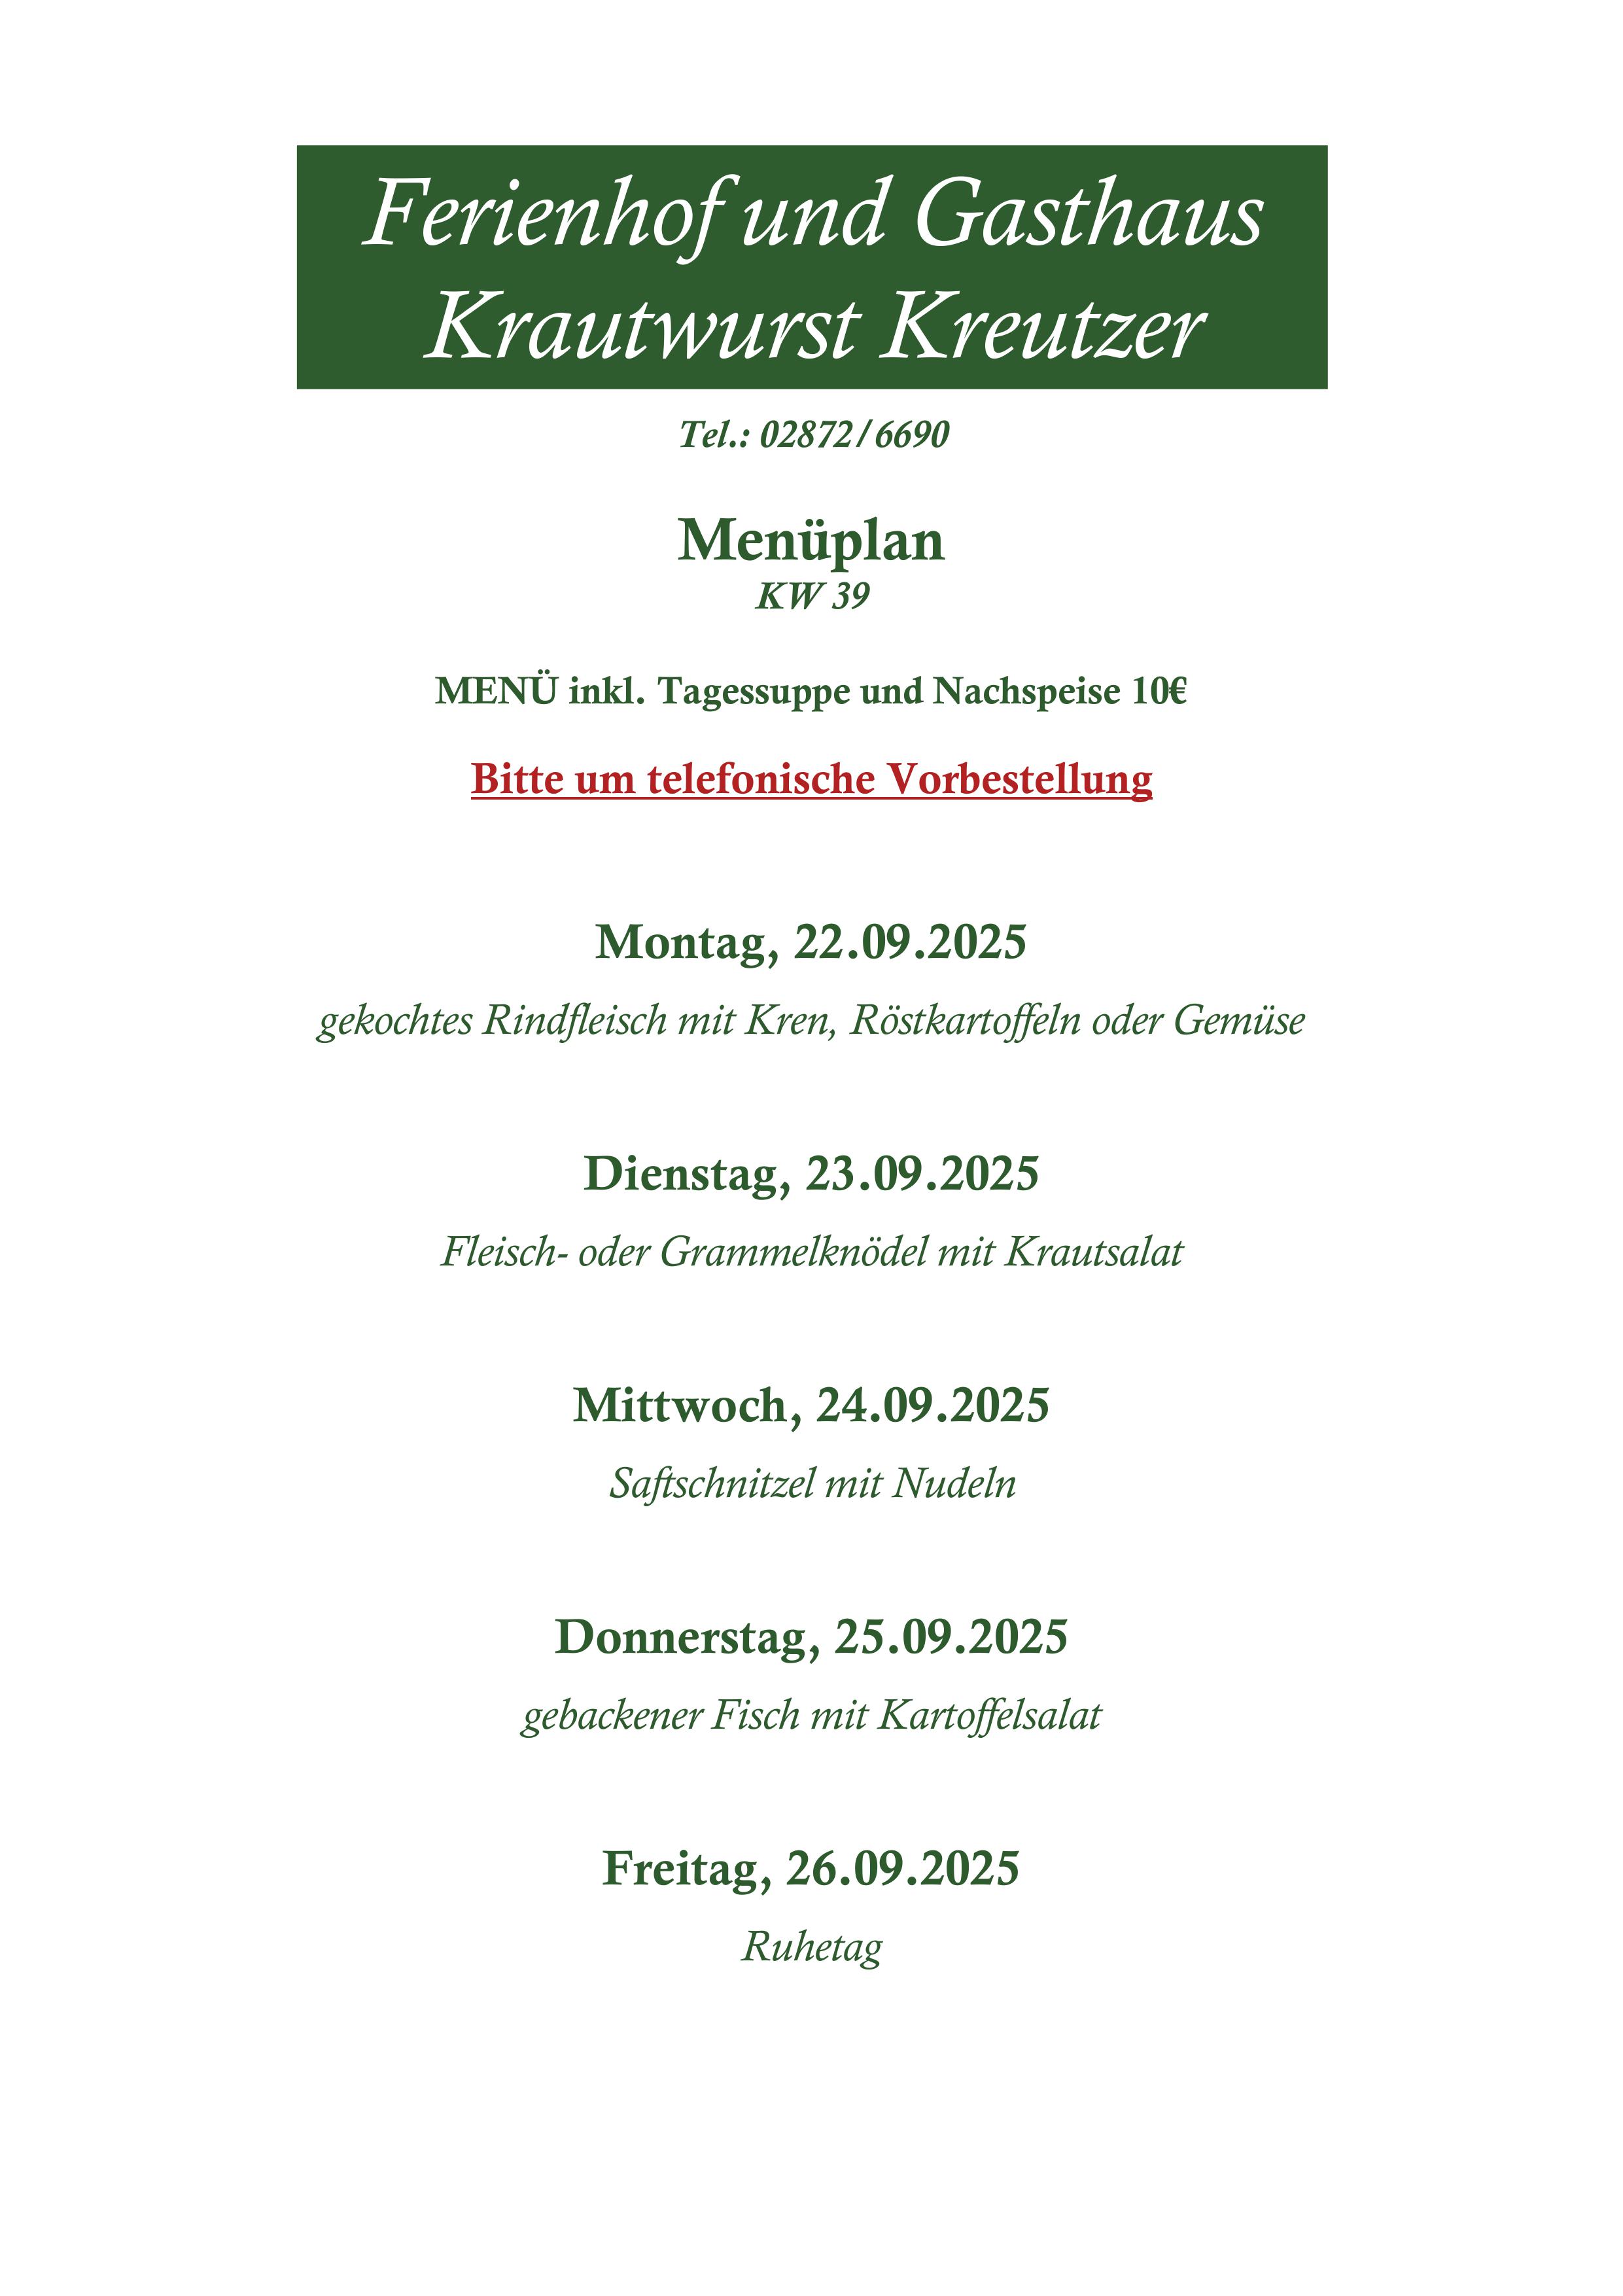 Ferienhof und Gasthaus
Krautwurst Kreutzer
Tel.: 02872/6690
Menüplan
KW 39
MENÜ inkl. Tagessuppe und Nachspeise 10€
Bitte um telefonische Vorbestellung
Montag, 22.09.2025
gekochtes Rindfleisch mit Kren, Röstkartoffeln oder Gemüse
Dienstag, 23.09.2025
Fleisch- oder Grammelknödel mit Krautsalat
Mittwoch, 24.09.2025
Saftschnitzel mit Nudeln
Donnerstag, 25.09.2025
gebackener Fisch mit Kartoffelsalat
Freitag, 26.09.2025
Ruhetag